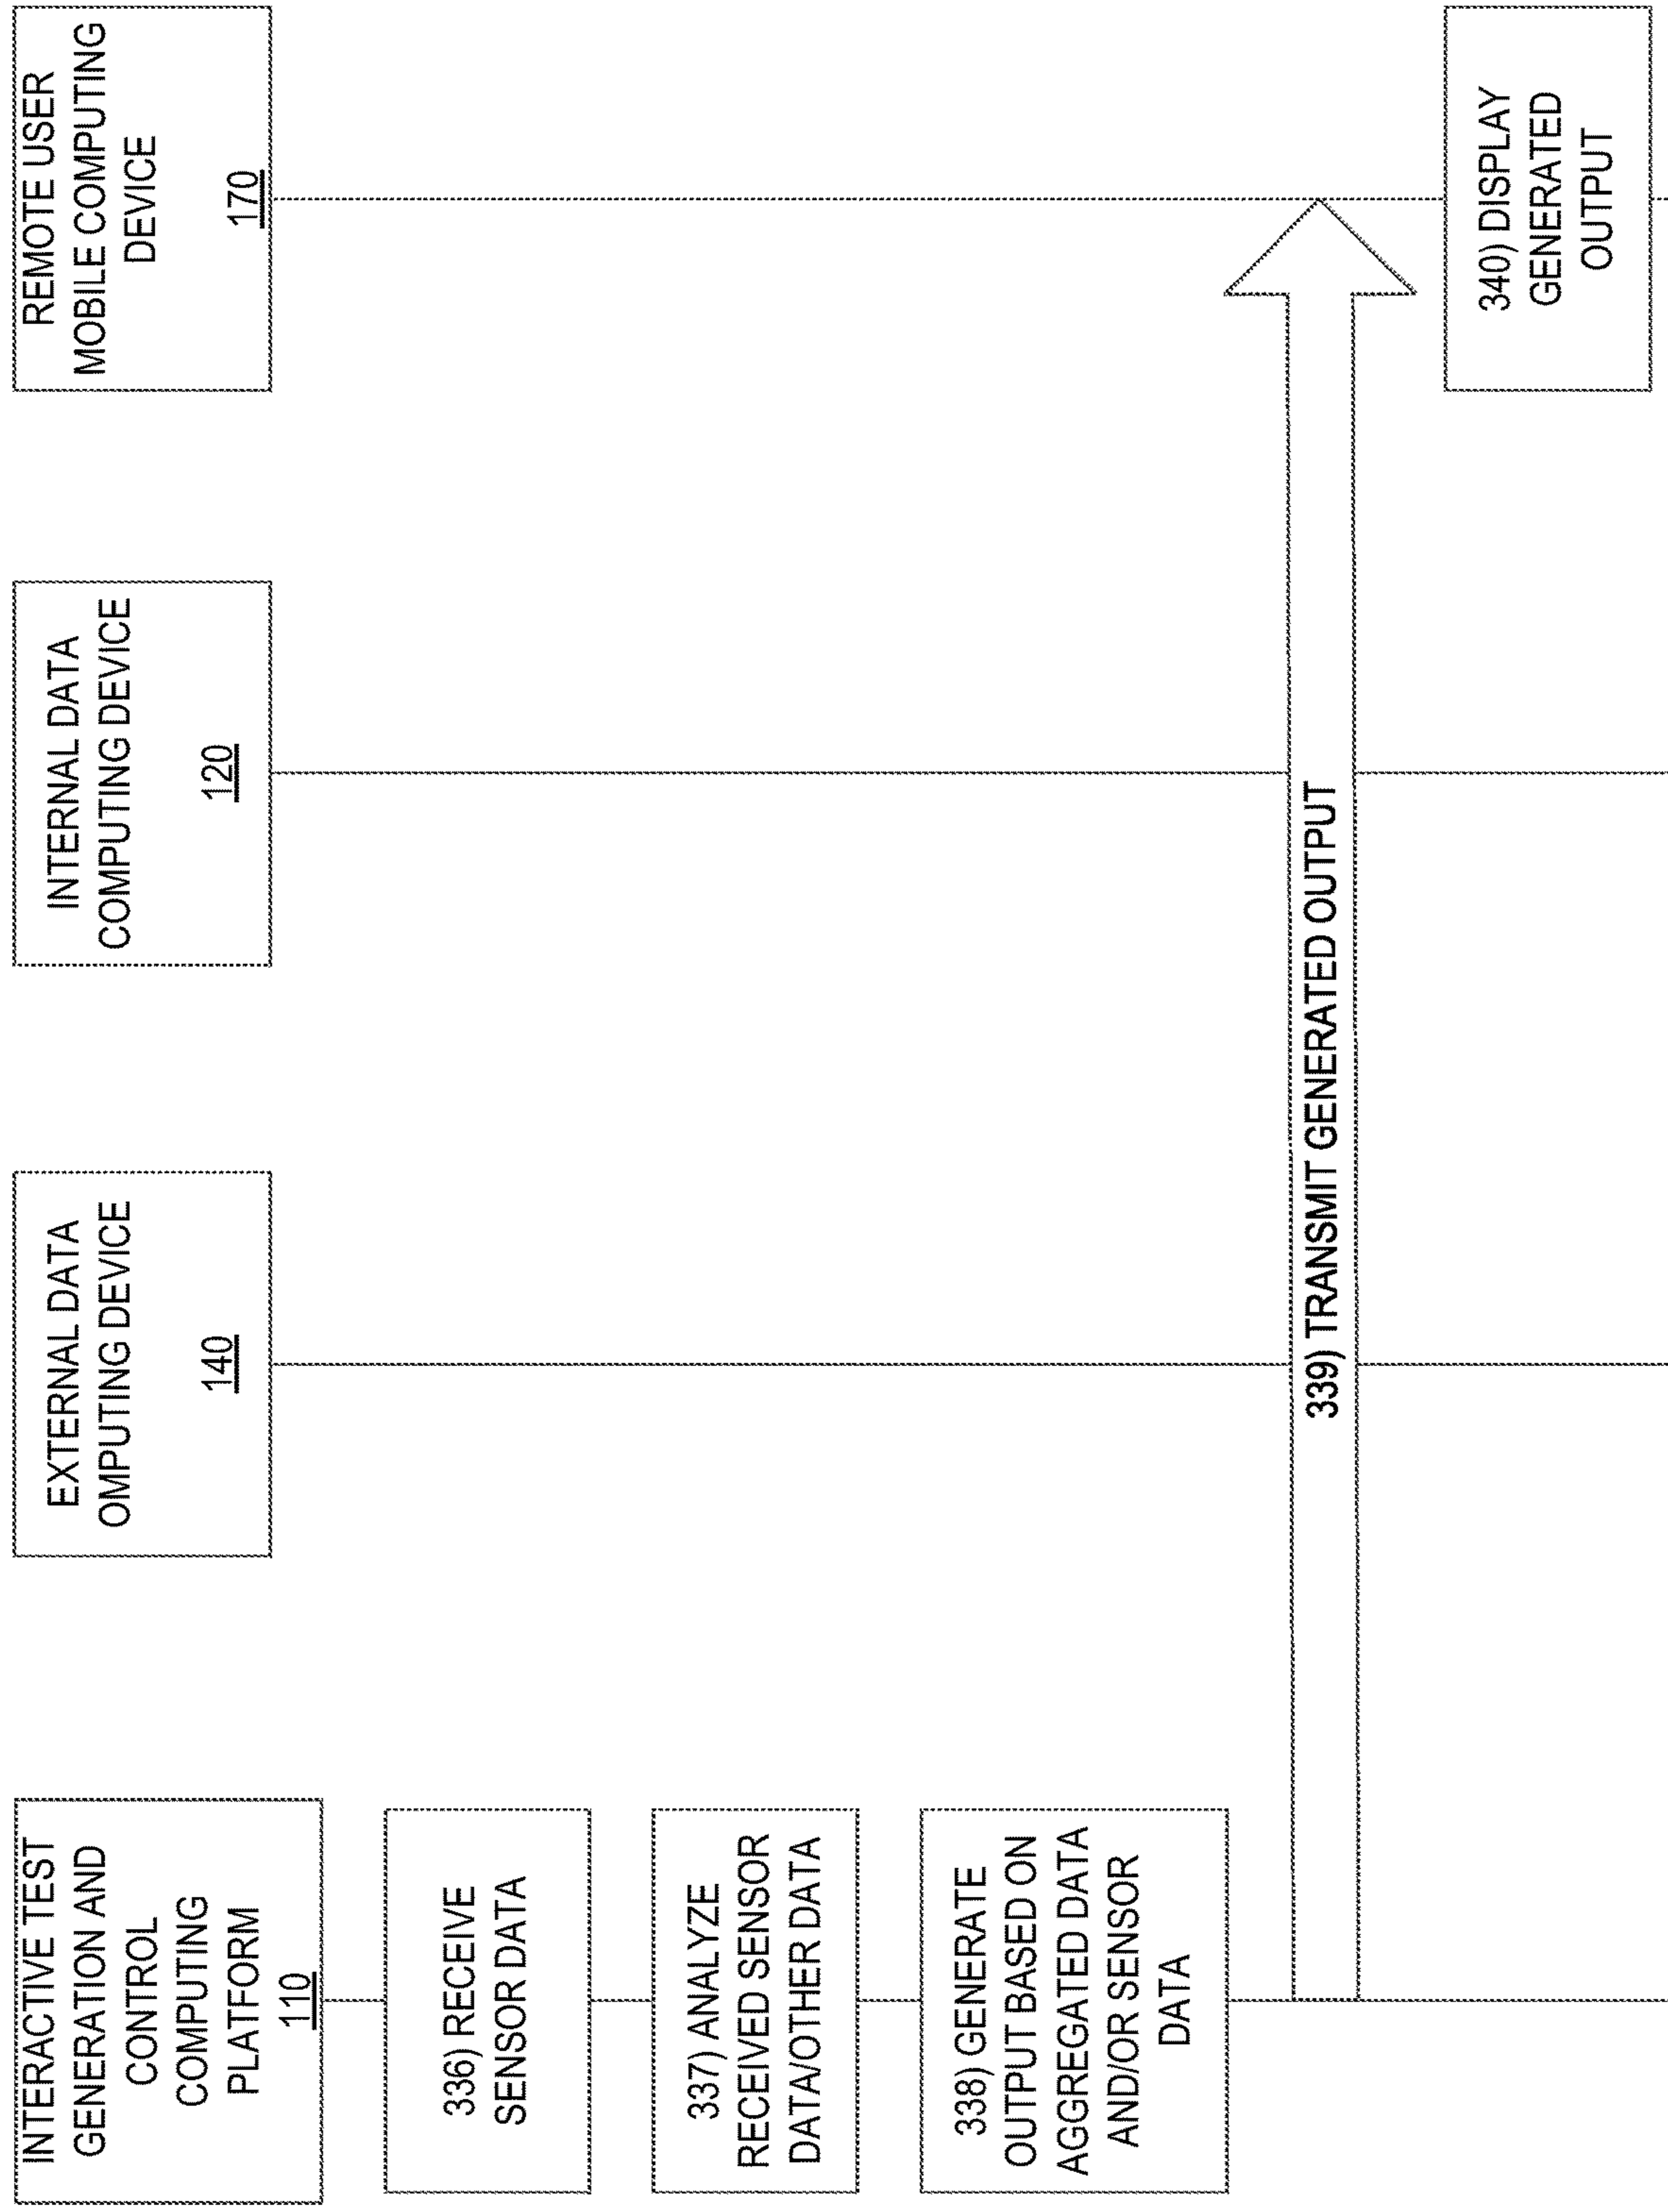 INTERACTIVE TEST
GENERATION AND
CONTROL
COMPUTING
PLATFORM
110
EXTERNAL DATA
OMPUTING DEVICE
140
INTERNAL DATA
COMPUTING DEVICE
120
REMOTE USER
MOBILE COMPUTING
DEVICE
170
336) RECEIVE
SENSOR DATA
337) ANALYZE
RECEIVED SENSOR
DATA/OTHER DATA
338) GENERATE
OUTPUT BASED ON
AGGREGATED DATA
AND/OR SENSOR
DATA
339) TRANSMIT GENERATED OUTPUT
340) DISPLAY
GENERATED
OUTPUT